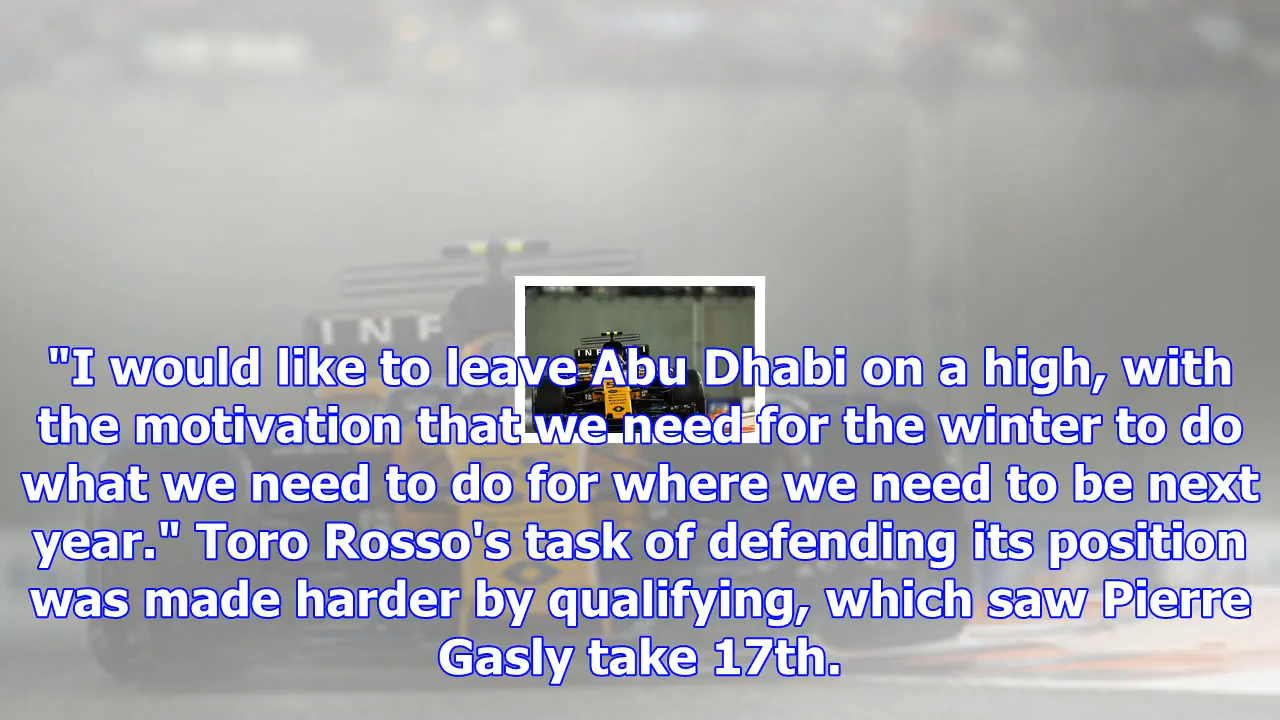 INF
"I would like to leave Abu Dhabi on a high, with
the motivation that we need for the winter to do
what we need to do for where we need to be next
year." Toro Rosso's task of defending its position
was made harder by qualifying, which saw Pierre
Gasly take 17th.